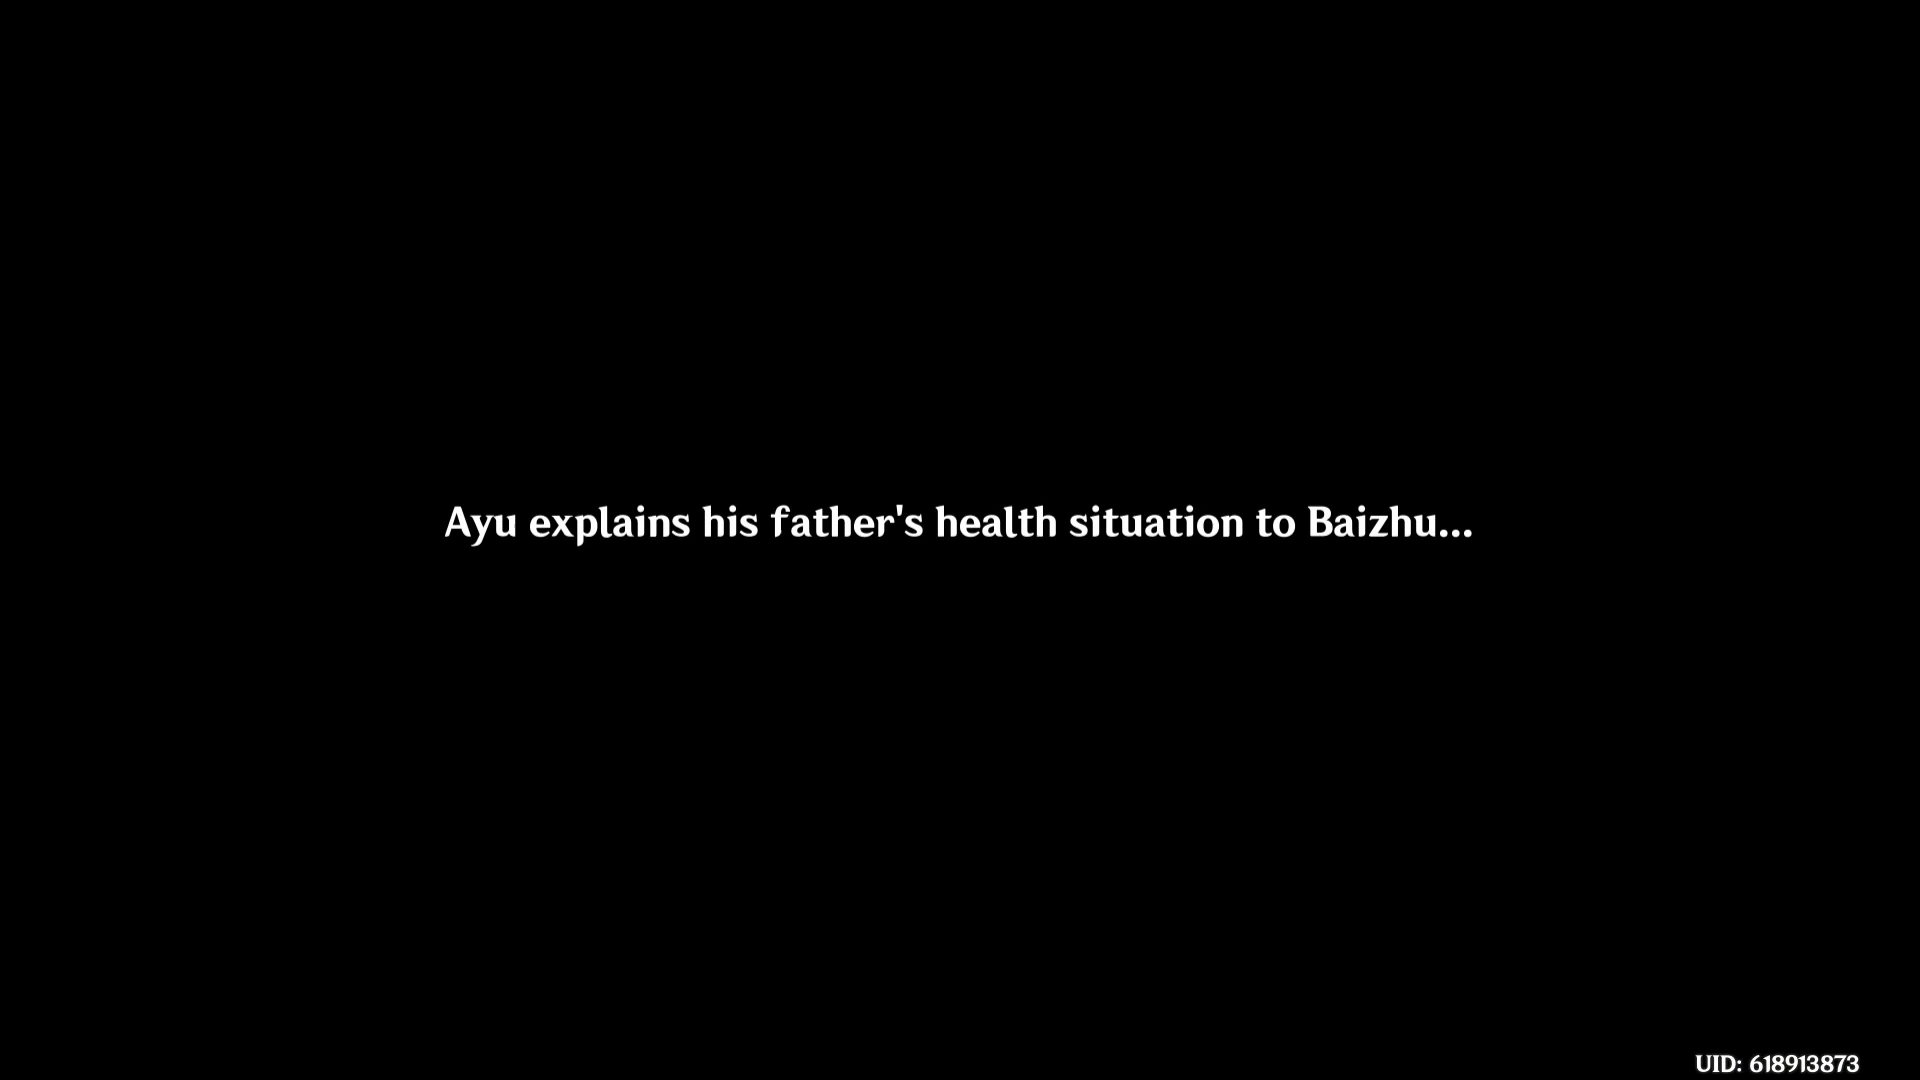 Ayu explains his father's health situation to Baizhu...
UID: 618913873